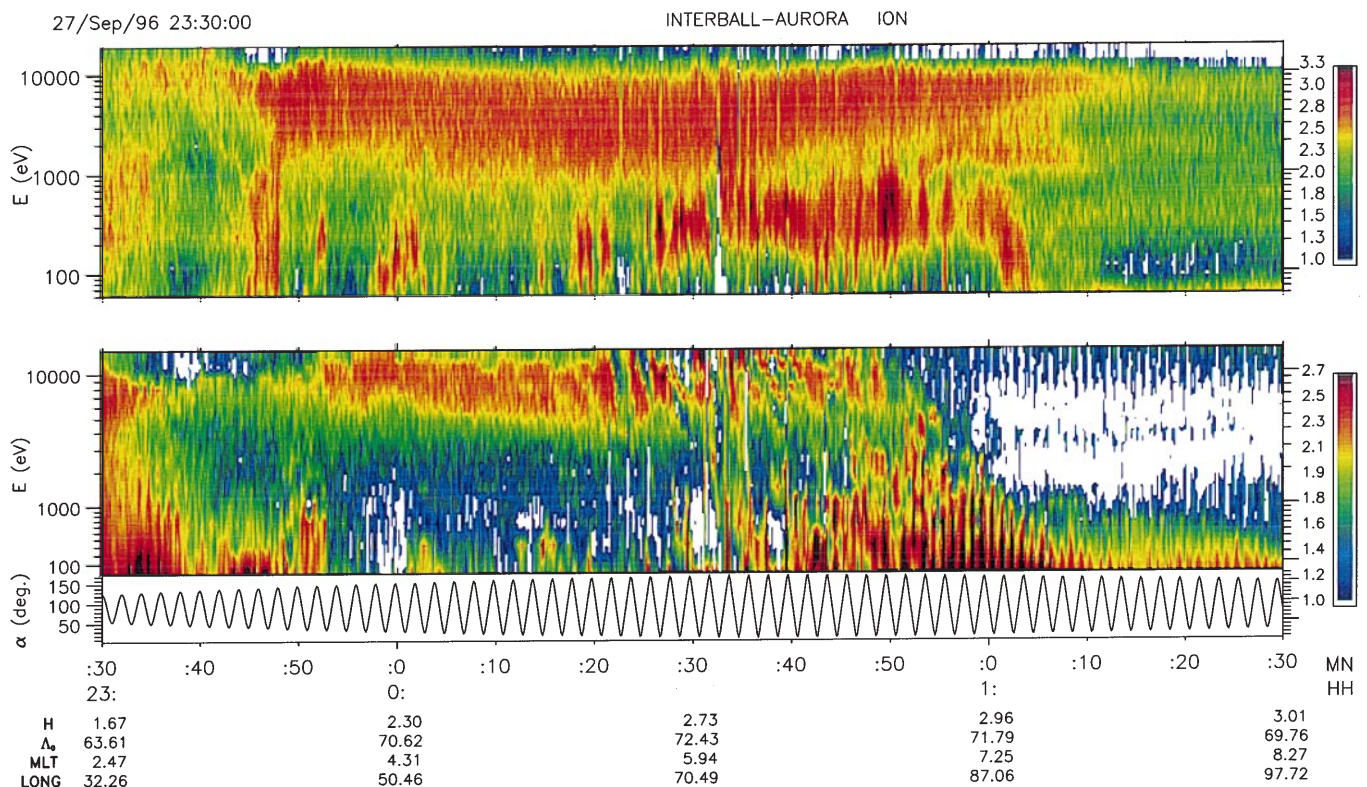 27/Sep/96 23:30:00
INTERBALL-AURORA ION
10000
1000
100
E (eV)
3.3
3.0
2.8
2.5
2.3
2.0
1.8
1.5
1.3
1.0
10000
1000
100
E (eV)
2.7
2.5
2.3
2.1
1.9
1.8
1.6
1.4
1.2
1.0
150
100
50
α (deg.)
:30 :40 :50 :0 :10 :20 :30 :40 :50 :0 :10 :20 :30 MN
23: 0: 1: HH
H 1.67 2.30 2.73 2.96 3.01
Λ₀ 63.61 70.62 72.43 71.79 69.76
MLT 2.47 4.31 5.94 7.25 8.27
LONG 32.26 50.46 70.49 87.06 97.72